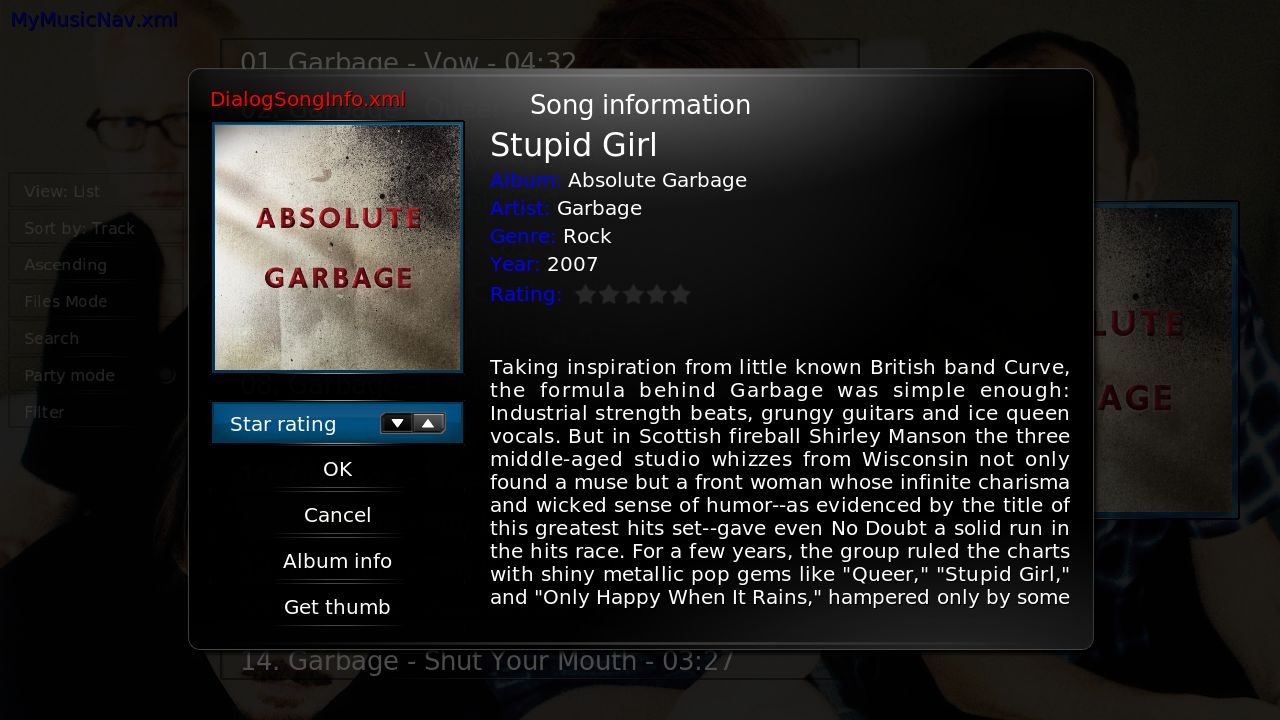 MyMusicNav.xml
01. Garbage - Vow - 04:32
DialogSongInfo.xml
Song information
Stupid Girl
Album: Absolute Garbage
Artist: Garbage
Genre: Rock
Year: 2007
Rating:
ABSOLUTE
GARBAGE
View: List
Sort by: Track
Ascending
Files Mode
Search
Party mode
Filter
LUTE
AGE
Star rating
OK
Cancel
Album info
Get thumb
Taking inspiration from little known British band Curve,
the formula behind Garbage was simple enough:
Industrial strength beats, grungy guitars and ice queen
vocals. But in Scottish fireball Shirley Manson the three
middle-aged studio whizzes from Wisconsin not only
found a muse but a front woman whose infinite charisma
and wicked sense of humor--as evidenced by the title of
this greatest hits set--gave even No Doubt a solid run in
the hits race. For a few years, the group ruled the charts
with shiny metallic pop gems like "Queer," "Stupid Girl,"
and "Only Happy When It Rains," hampered only by some
14. Garbage - Shut Your Mouth - 03:27